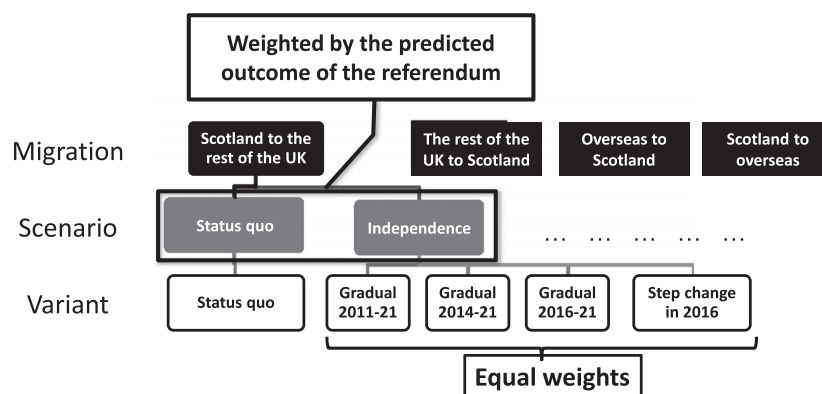 Weighted by the predicted
outcome of the referendum
Migration
Scotland to the
rest of the UK
The rest of the
UK to Scotland
Overseas to
Scotland
Scotland to
overseas
Scenario
Status quo
Independence
... ... ... ... ...
Variant
Status quo
Gradual
2011-21
Gradual
2014-21
Gradual
2016-21
Step change
in 2016
Equal weights